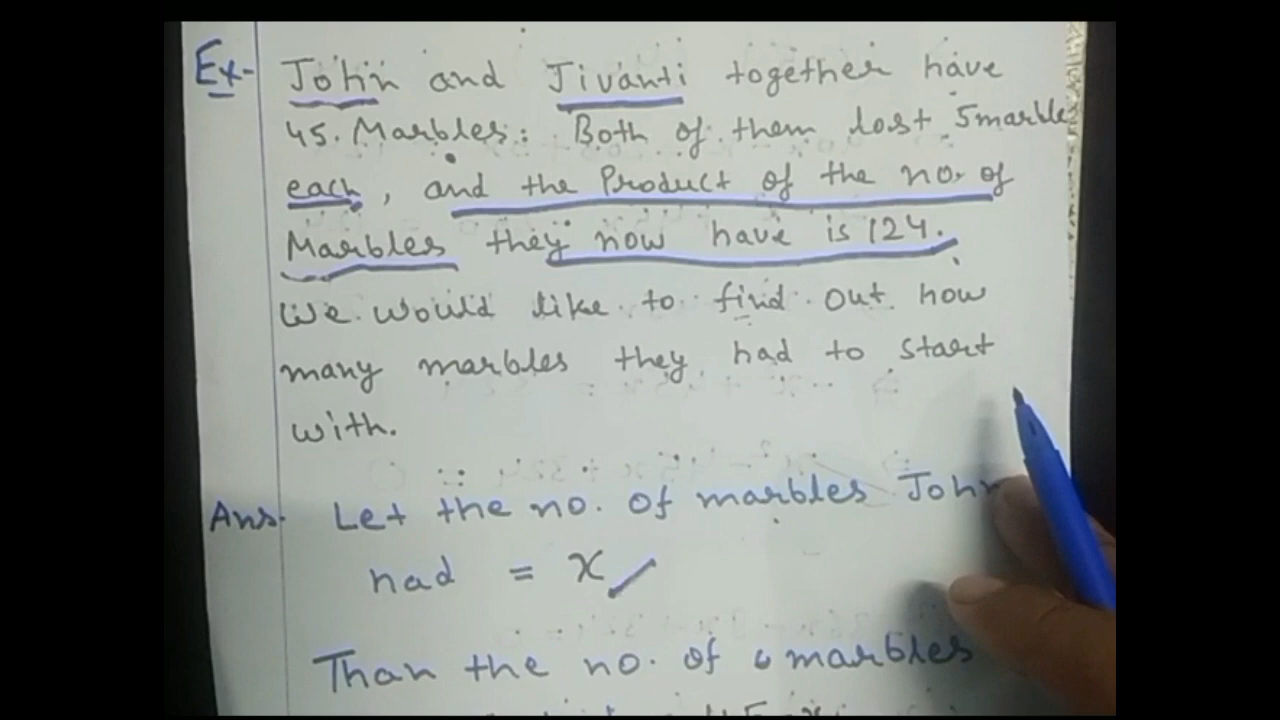 Ex- John and Jivanti together have
45. Marbles: Both of them lost 5 marble
each, and the Product of the no. of
Marbles they now have is 124.
We would like to find out how
many marbles they had to start
with.
Ans. Let the no. of marbles John
had = x
Than the no. of marbles
45-x